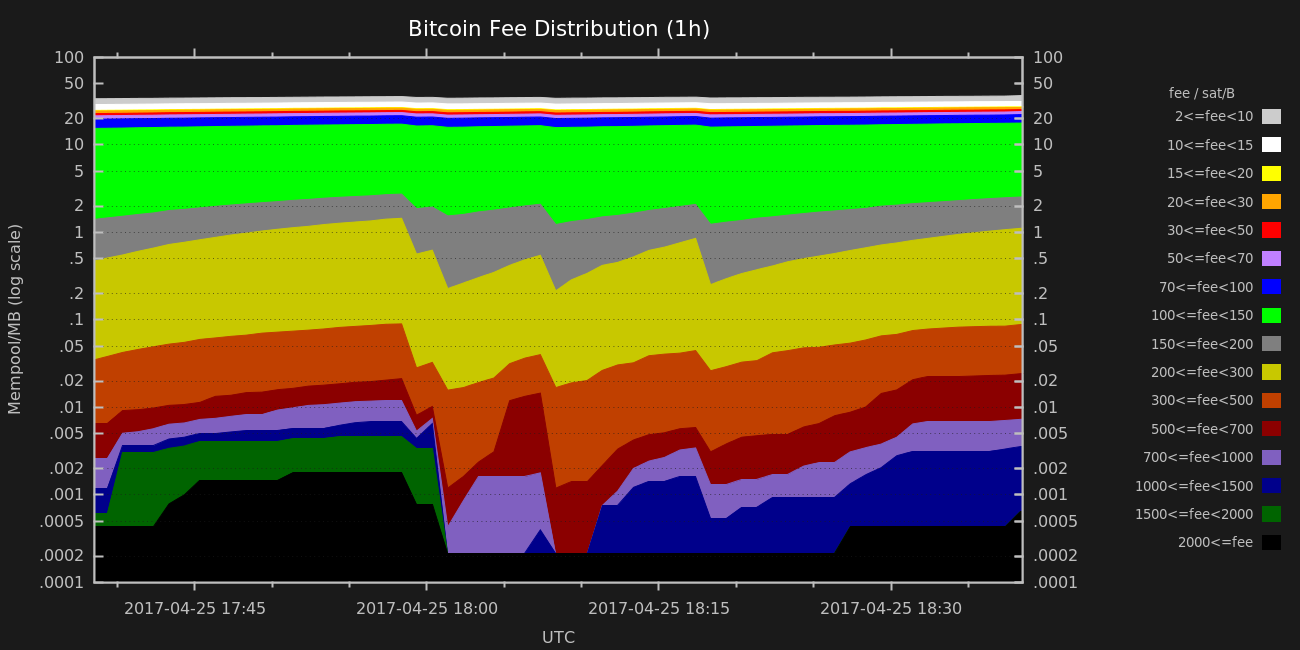 Bitcoin Fee Distribution (1h)
100
50
20
10
5
2
1
.5
.2
.1
.05
.02
.01
.005
.002
.001
.0005
.0002
.0001
Mempool/MB (log scale)
100
50
20
10
5
2
1
.5
.2
.1
.05
.02
.01
.005
.002
.001
.0005
.0002
.0001
2017-04-25 17:45
2017-04-25 18:00
2017-04-25 18:15
2017-04-25 18:30
UTC
fee / sat/B
2<=fee<10
10<=fee<15
15<=fee<20
20<=fee<30
30<=fee<50
50<=fee<70
70<=fee<100
100<=fee<150
150<=fee<200
200<=fee<300
300<=fee<500
500<=fee<700
700<=fee<1000
1000<=fee<1500
1500<=fee<2000
2000<=fee